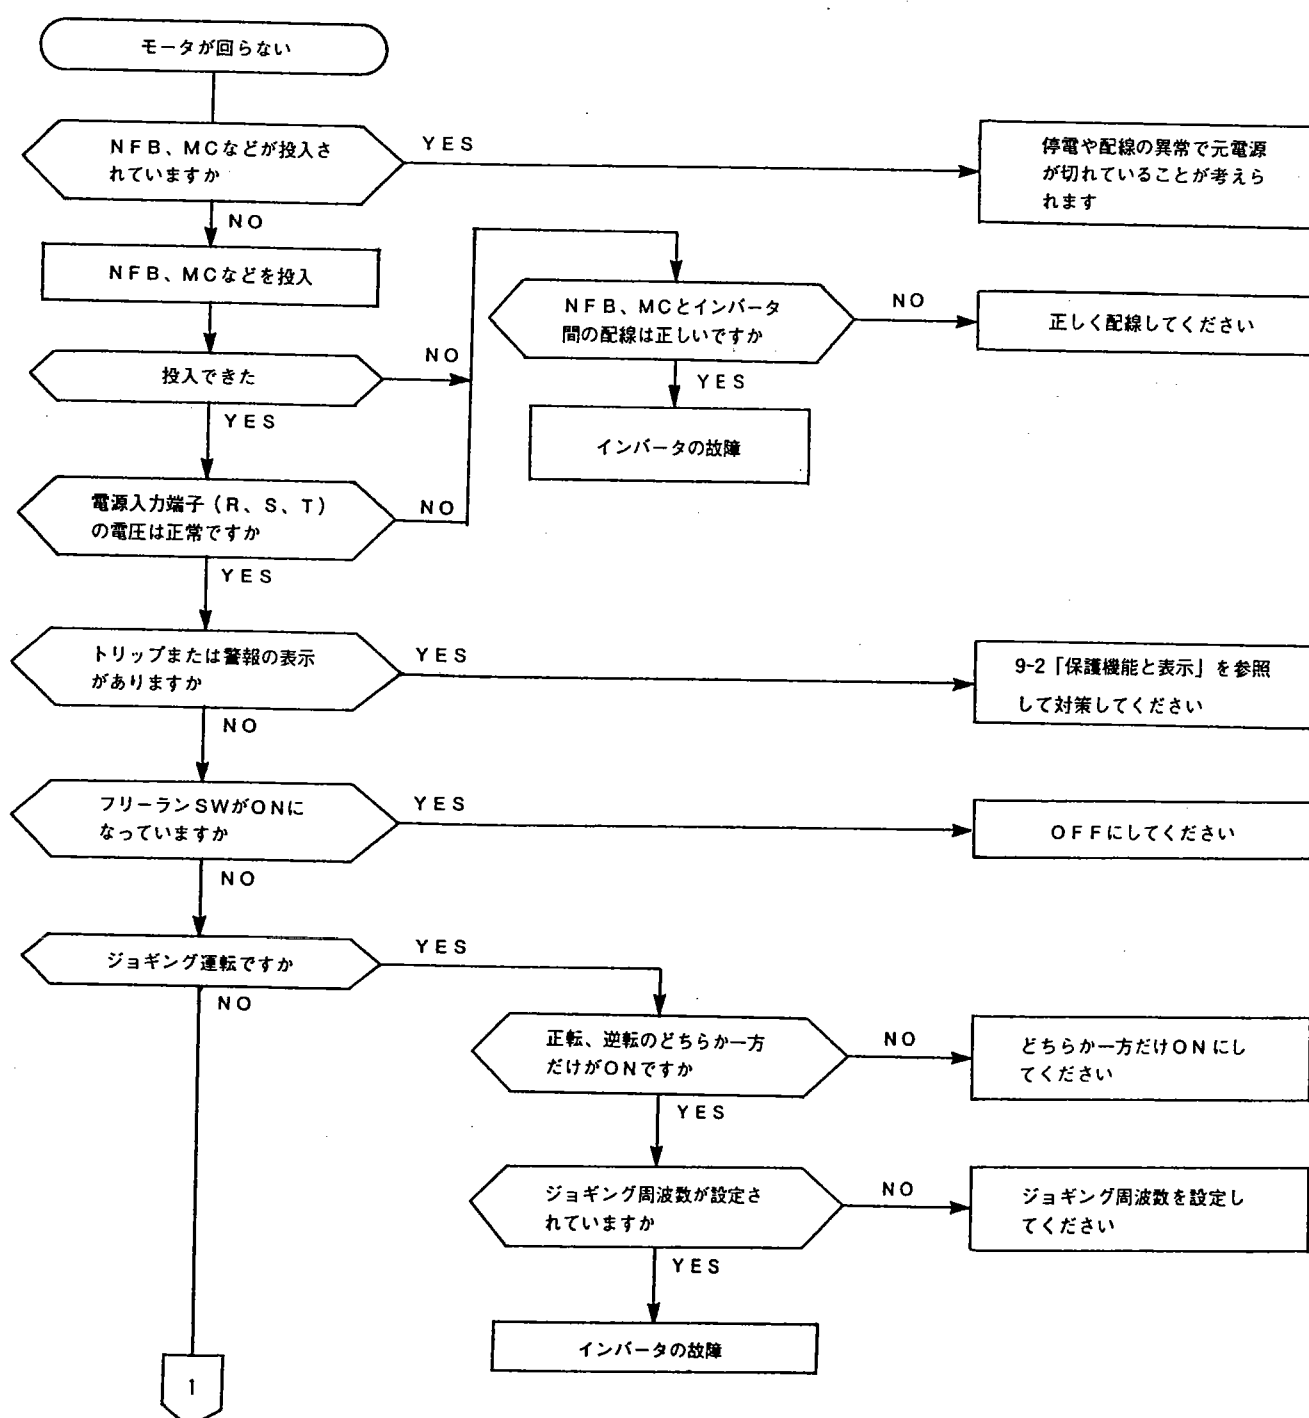 モータが回らない
NFB、MCなどが投入さ
れていますか
YES
停電や配線の異常で元電源
が切れていることが考えら
れます
NO
NFB、MCなどを投入
NFB、MCとインバータ
間の配線は正しいですか
NO
正しく配線してください
YES
インバータの故障
投入できた
NO
YES
電源入力端子(R、S、T)
の電圧は正常ですか
NO
YES
トリップまたは警報の表示
がありますか
YES
9-2「保護機能と表示」を参照
して対策してください
NO
フリーランSWがONに
なっていますか
YES
OFFにしてください
NO
ジョギング運転ですか
YES
NO
正転、逆転のどちらか一方
だけがONですか
NO
どちらか一方だけONにし
てください
YES
ジョギング周波数が設定さ
れていますか
NO
ジョギング周波数を設定し
てください
YES
インバータの故障
1